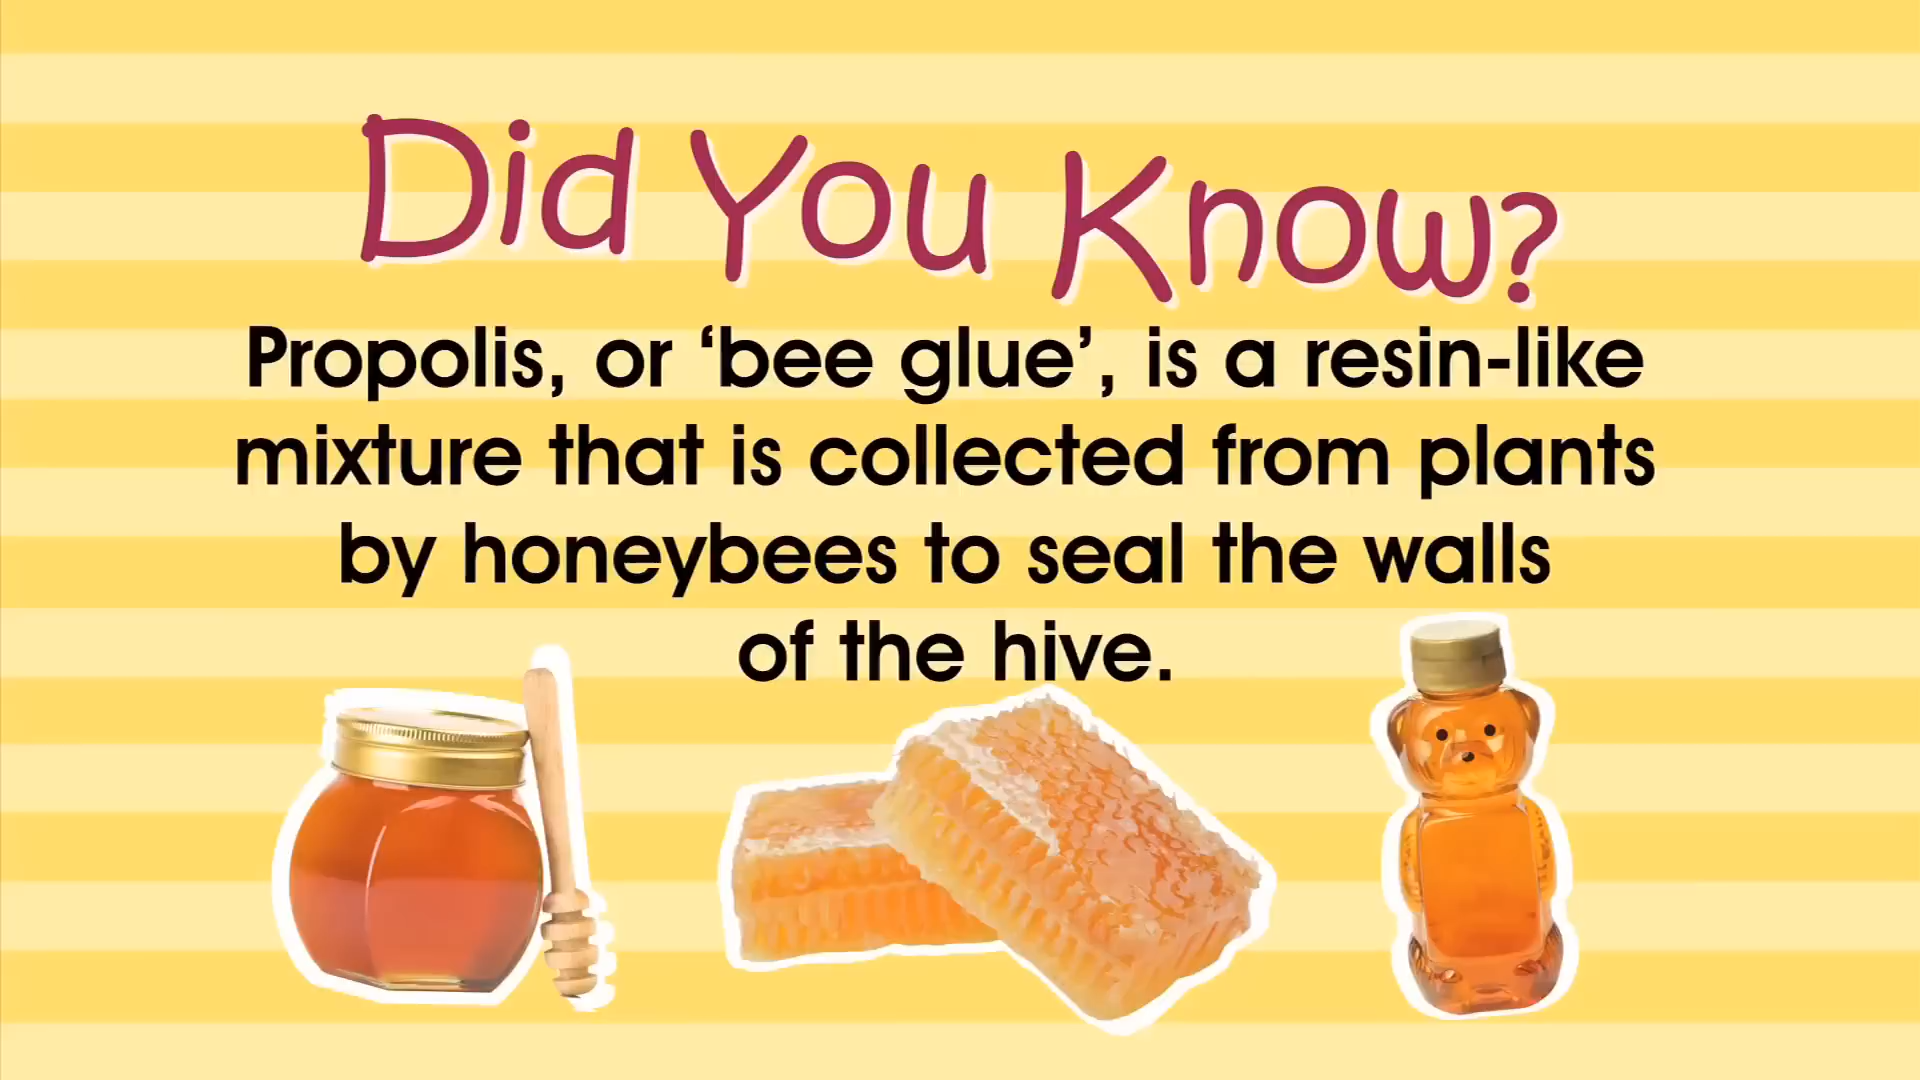 Did You Know?
Propolis, or ‘bee glue’, is a resin-like
mixture that is collected from plants
by honeybees to seal the walls
of the hive.